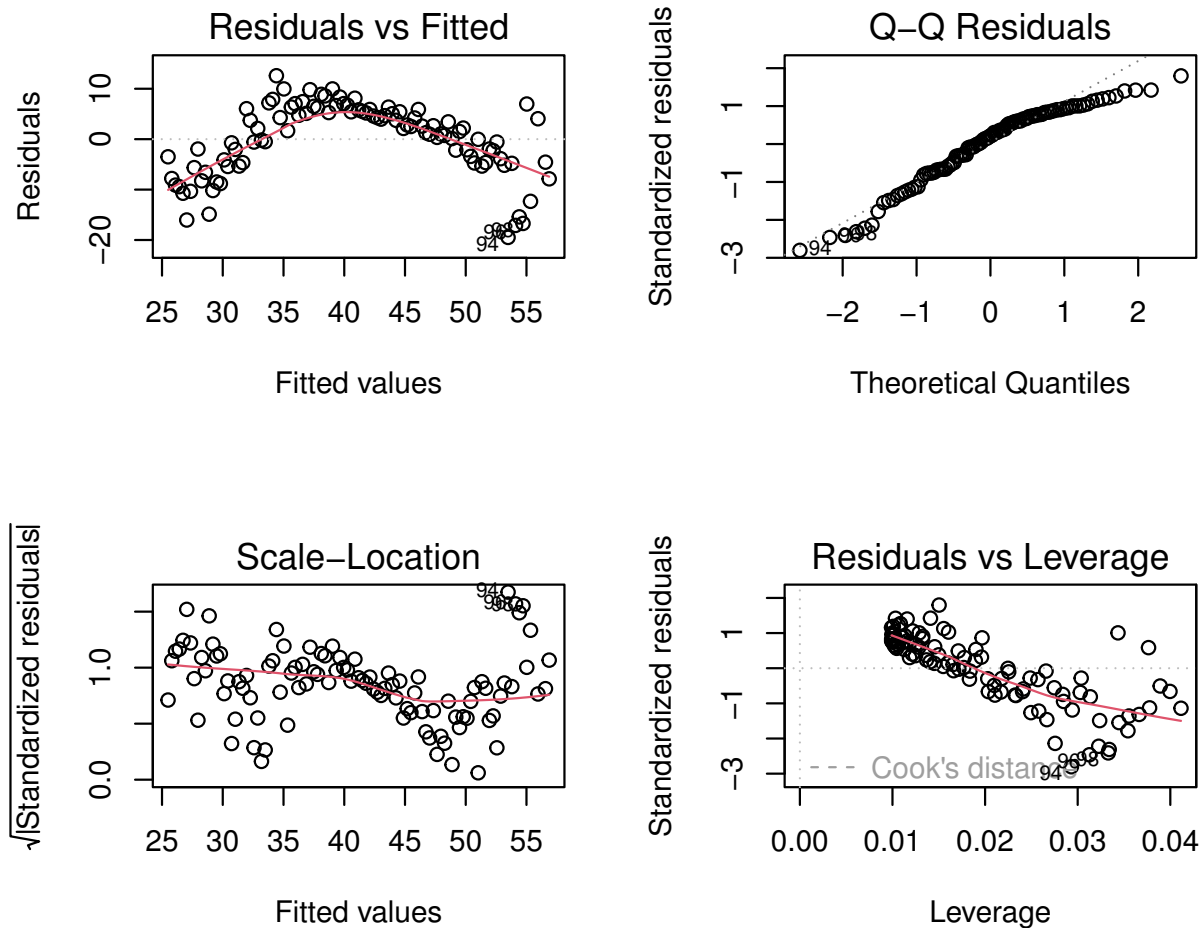 Residuals vs Fitted
Residuals
10
0
−20
94
25 30 35 40 45 50 55
Fitted values
Q−Q Residuals
Standardized residuals
1
−1
−3
94
−2 −1 0 1 2
Theoretical Quantiles
Scale−Location
√|Standardized residuals|
1.0
0.0
94
25 30 35 40 45 50 55
Fitted values
Residuals vs Leverage
Standardized residuals
1
−1
−3
Cook's distance
94
0.00 0.01 0.02 0.03 0.04
Leverage